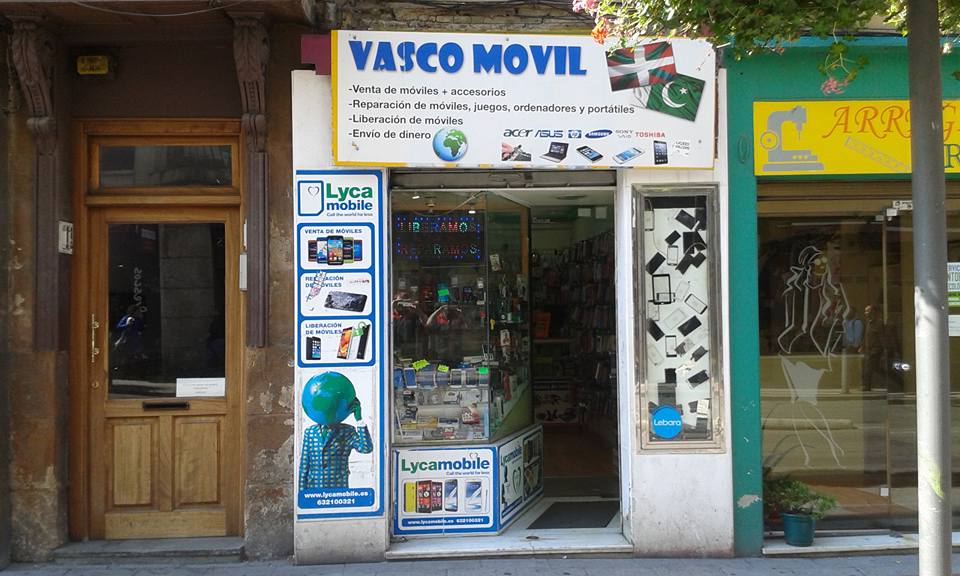 VASCO MOVIL
-Venta de móviles + accesorios
-Reparación de móviles, juegos, ordenadores y portátiles
-Liberación de móviles
-Envío de dinero
acer ASUS hp SAMSUNG SONY VAIO TOSHIBA
Lyca
mobile
Call the world for less
VENTA DE MÓVILES
DE MÓVILES
LIBERACIÓN
DE MÓVILES
www.lycamobile.es
632100321
LIBERAMOS
REPARAMOS
Lycamobile
Call the world for less
www.lycamobile.es 632100321
Lebara